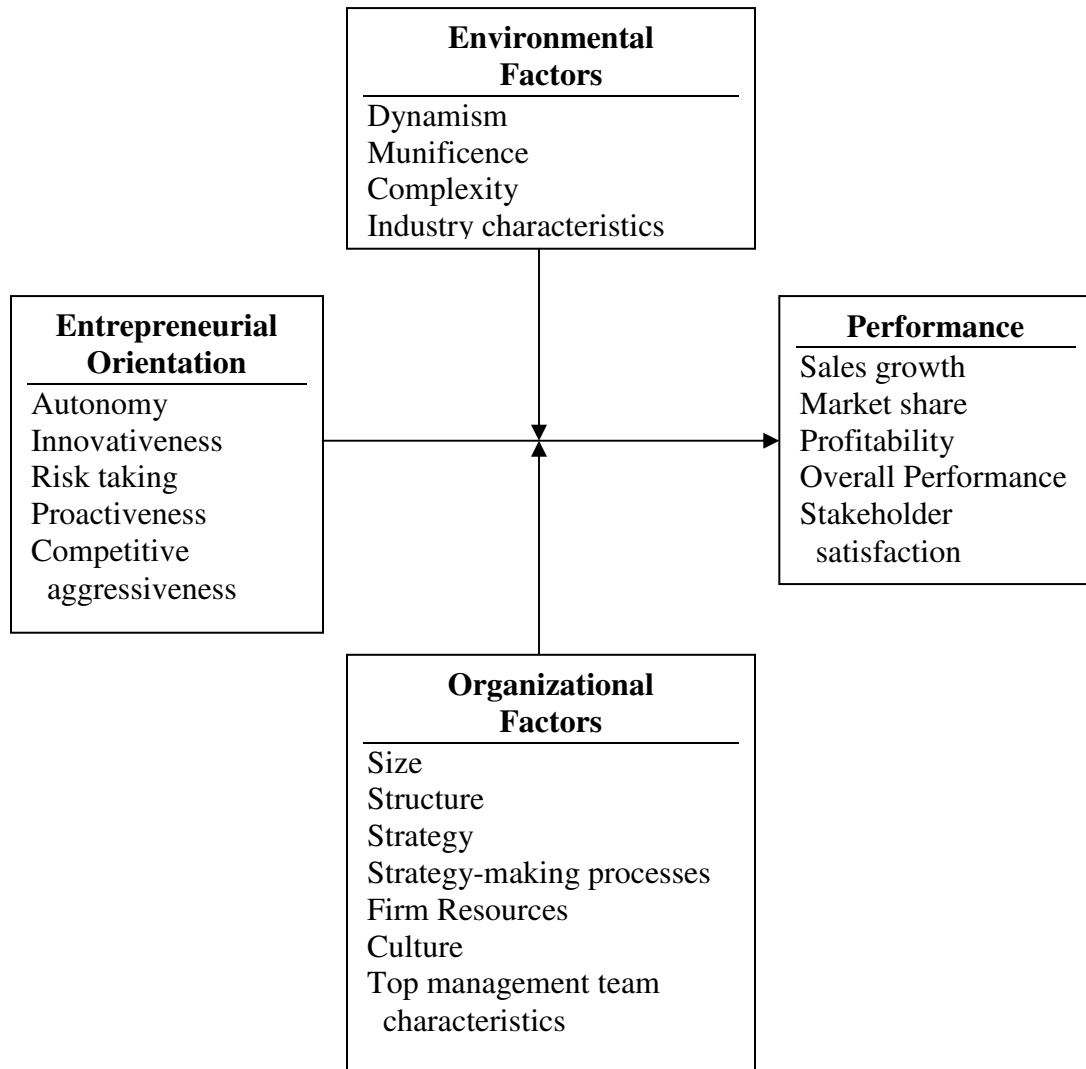 Environmental
Factors
Dynamism
Munificence
Complexity
Industry characteristics
Entrepreneurial
Orientation
Autonomy
Innovativeness
Risk taking
Proactiveness
Competitive
aggressiveness
Performance
Sales growth
Market share
Profitability
Overall Performance
Stakeholder
satisfaction
Organizational
Factors
Size
Structure
Strategy
Strategy-making processes
Firm Resources
Culture
Top management team
characteristics